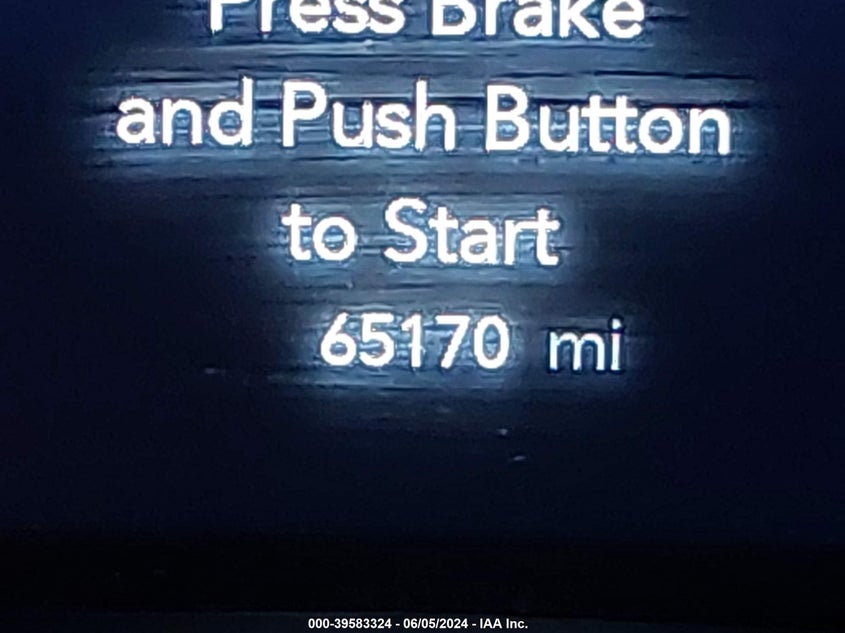 Press Brake
and Push Button
to Start
65170 mi
000-39583324 - 06/05/2024 - IAA Inc.